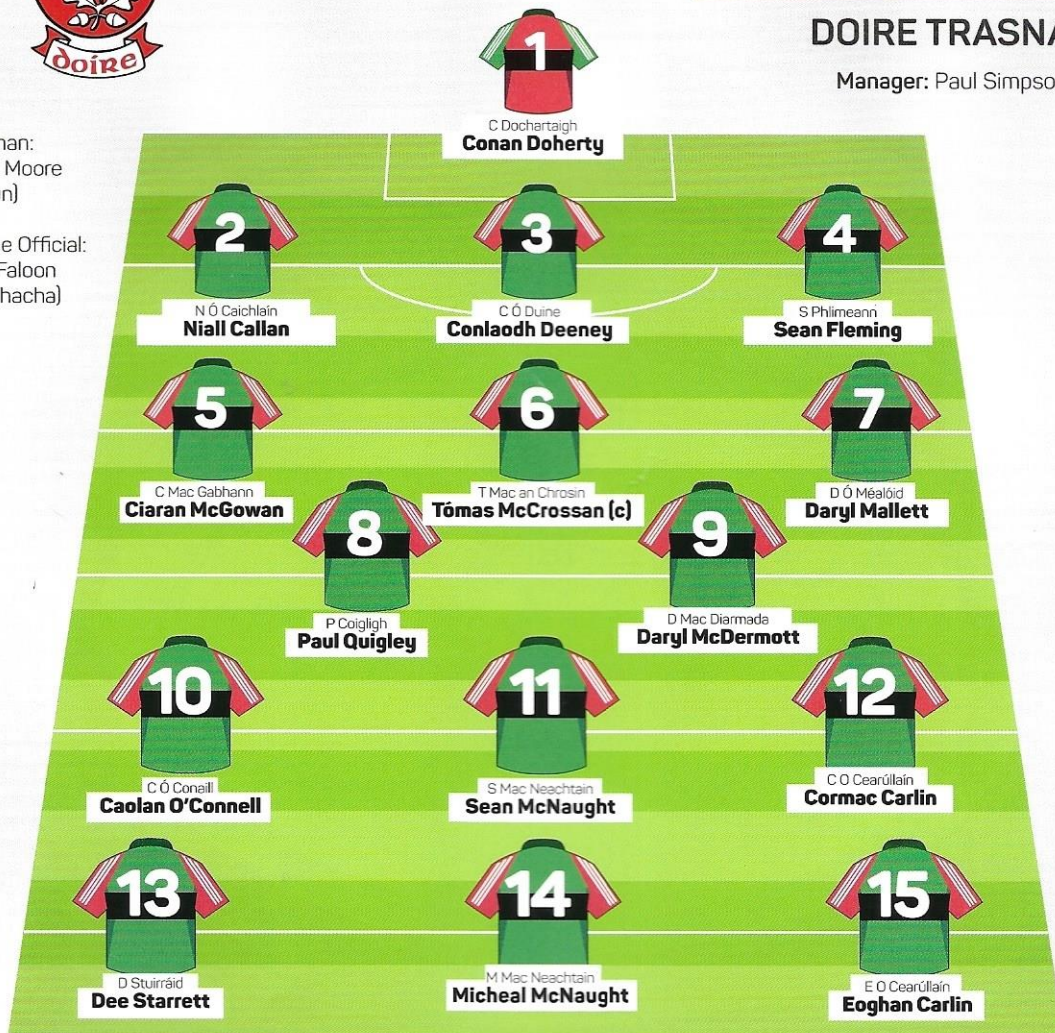 doíre
DOIRE TRASNA
Manager: Paul Simpso
nan:
Moore
n)
e Official:
Faloon
hacha)
1
C Dochartaigh
Conan Doherty
2
N Ó Caichlaín
Niall Callan
3
C Ó Duine
Conlaodh Deeney
4
S Phlimeann
Sean Fleming
5
C Mac Gabhann
Ciaran McGowan
6
T Mac an Chrosin
Tómas McCrossan (c)
7
D Ó Méalóid
Daryl Mallett
8
P Coigligh
Paul Quigley
9
D Mac Diarmada
Daryl McDermott
10
C Ó Conaill
Caolan O'Connell
11
S Mac Neachtain
Sean McNaught
12
C O Cearúllaín
Cormac Carlin
13
D Stuirráid
Dee Starrett
14
M Mac Neachtain
Micheal McNaught
15
E O Cearúllaín
Eoghan Carlin